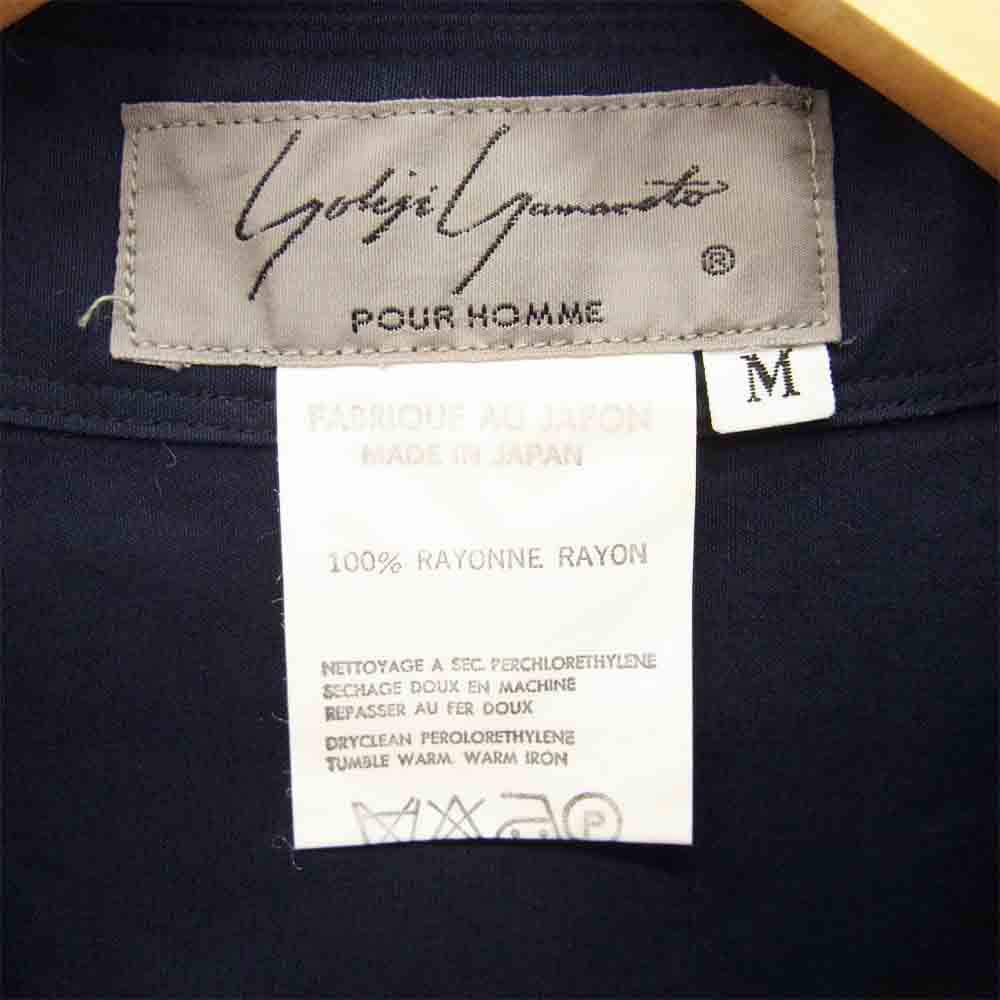 Yohji Yamamoto
®
POUR HOMME
M
FABRIQUE AU JAPON
MADE IN JAPAN
100% RAYONNE RAYON
NETTOYAGE A SEC. PERCHLORETHYLENE
SECHAGE DOUX EN MACHINE
REPASSER AU FER DOUX
DRYCLEAN PEROLORETHYLENE
TUMBLE WARM. WARM IRON
P